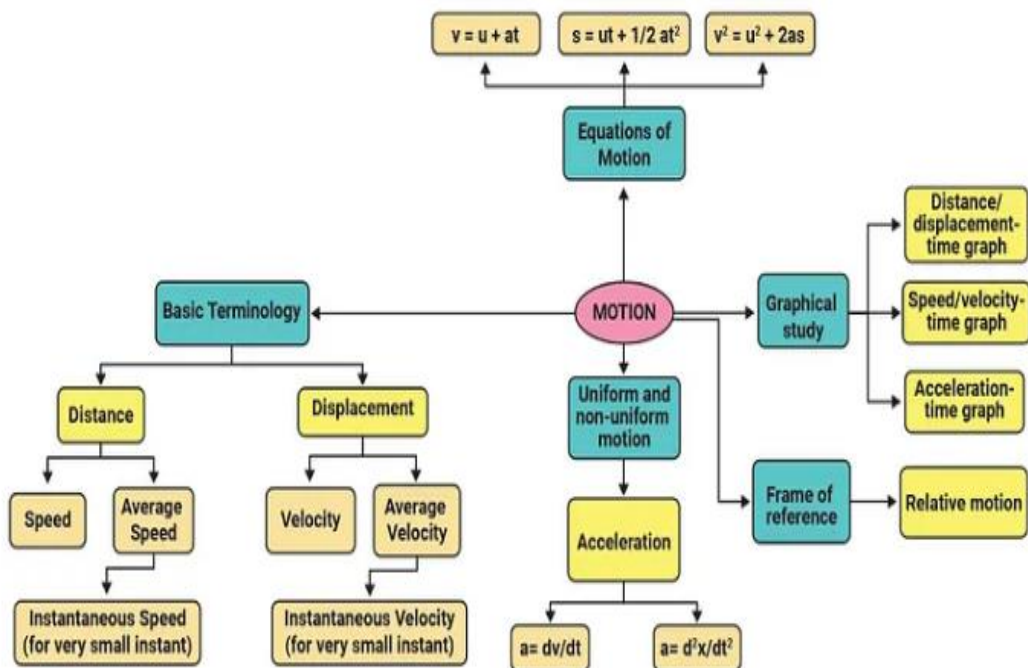 v = u + at
s = ut + 1/2 at²
v² = u² + 2as
Equations of
Motion
MOTION
Basic Terminology
Distance
Displacement
Speed
Average
Speed
Velocity
Average
Velocity
Instantaneous Speed
(for very small instant)
Instantaneous Velocity
(for very small instant)
Uniform and
non-uniform
motion
Acceleration
a= dv/dt
a= d²x/dt²
Graphical
study
Distance/
displacement-
time graph
Speed/velocity-
time graph
Acceleration-
time graph
Frame of
reference
Relative motion